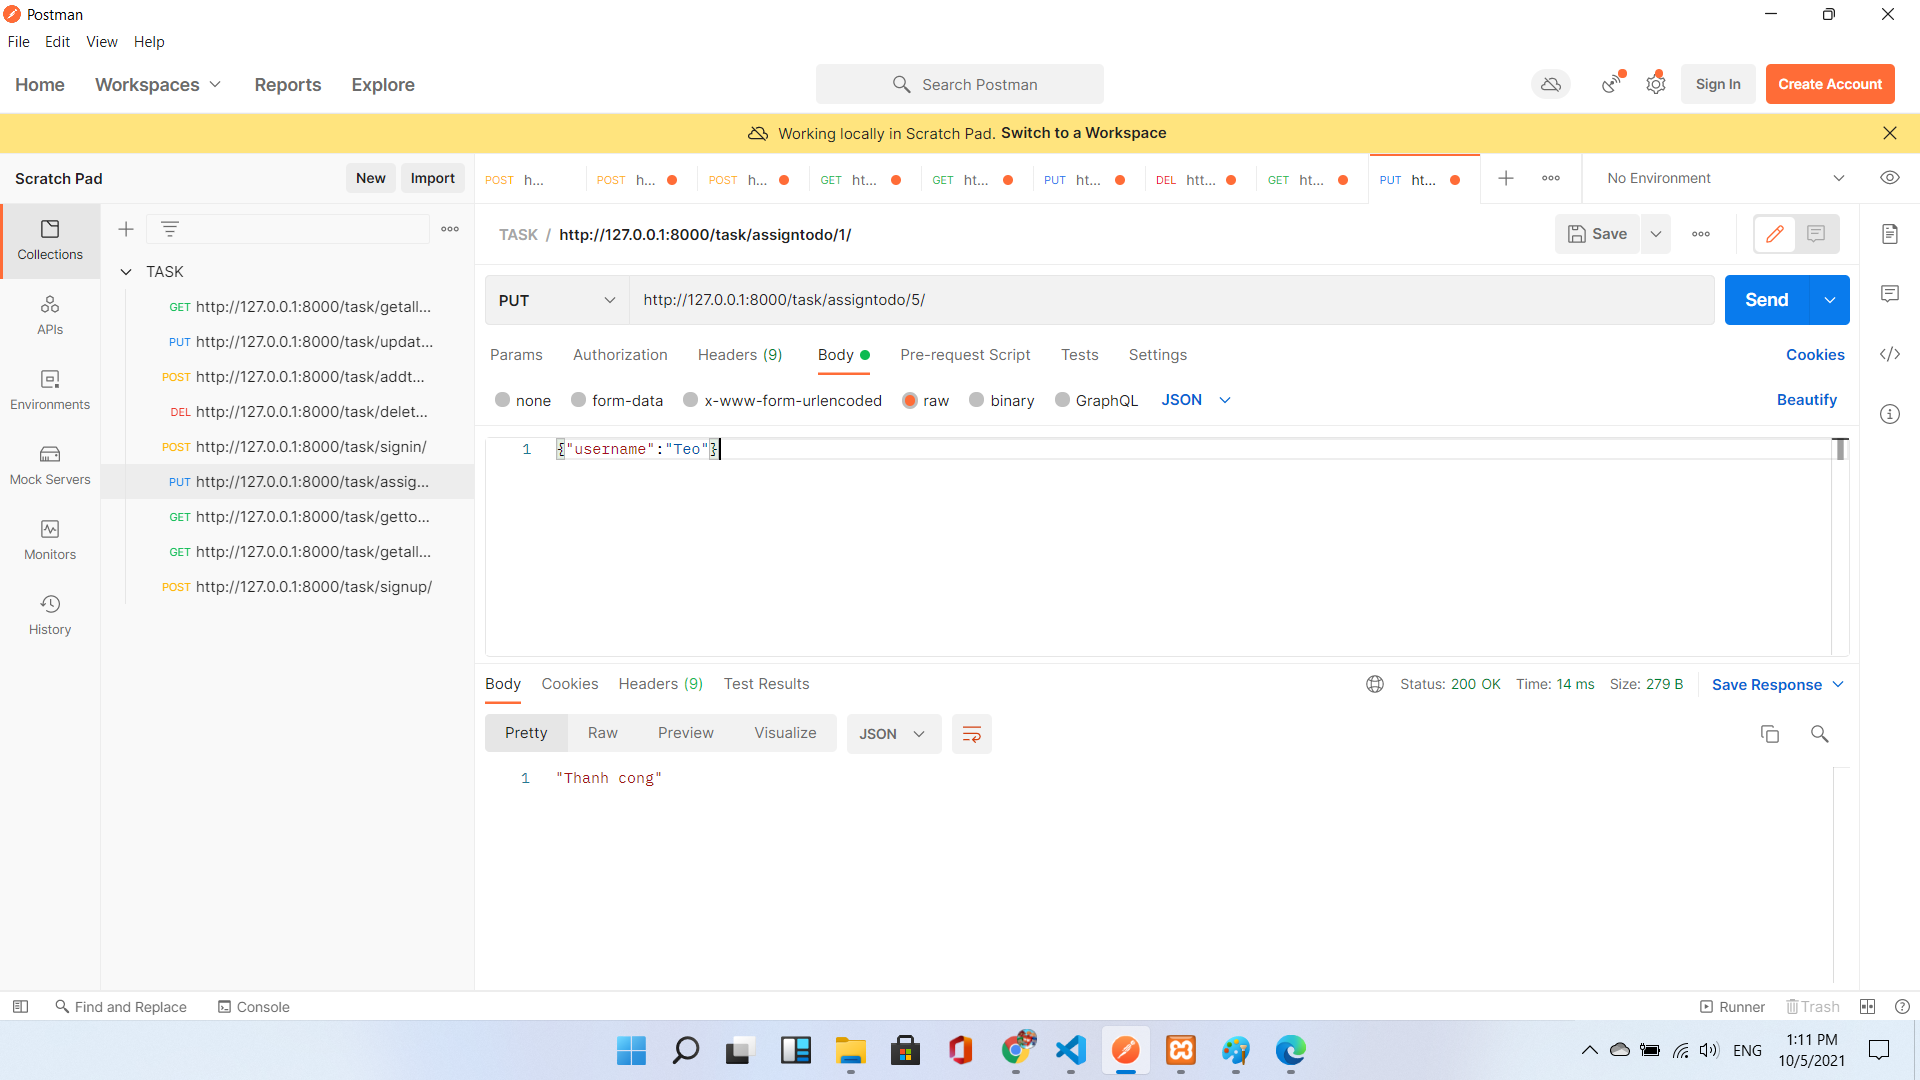 Postman
File Edit View Help
Home Workspaces Reports Explore Search Postman Sign In Create Account
Working locally in Scratch Pad. Switch to a Workspace
Scratch Pad New Import
POST h... POST h... POST h... GET ht... GET ht... PUT ht... DEL htt... GET ht... PUT ht... No Environment
Collections
APIs
Environments
Mock Servers
Monitors
History
TASK
GET http://127.0.0.1:8000/task/getall...
PUT http://127.0.0.1:8000/task/updat...
POST http://127.0.0.1:8000/task/addt...
DEL http://127.0.0.1:8000/task/delet...
POST http://127.0.0.1:8000/task/signin/
PUT http://127.0.0.1:8000/task/assig...
GET http://127.0.0.1:8000/task/getto...
GET http://127.0.0.1:8000/task/getall...
POST http://127.0.0.1:8000/task/signup/
TASK / http://127.0.0.1:8000/task/assigntodo/1/ Save
PUT http://127.0.0.1:8000/task/assigntodo/5/ Send
Params Authorization Headers (9) Body Pre-request Script Tests Settings Cookies
none form-data x-www-form-urlencoded raw binary GraphQL JSON Beautify
1 {"username":"Teo"}
Body Cookies Headers (9) Test Results Status: 200 OK Time: 14 ms Size: 279 B Save Response
Pretty Raw Preview Visualize JSON
1 "Thanh cong"
Find and Replace Console Runner Trash
ENG 1:11 PM
10/5/2021